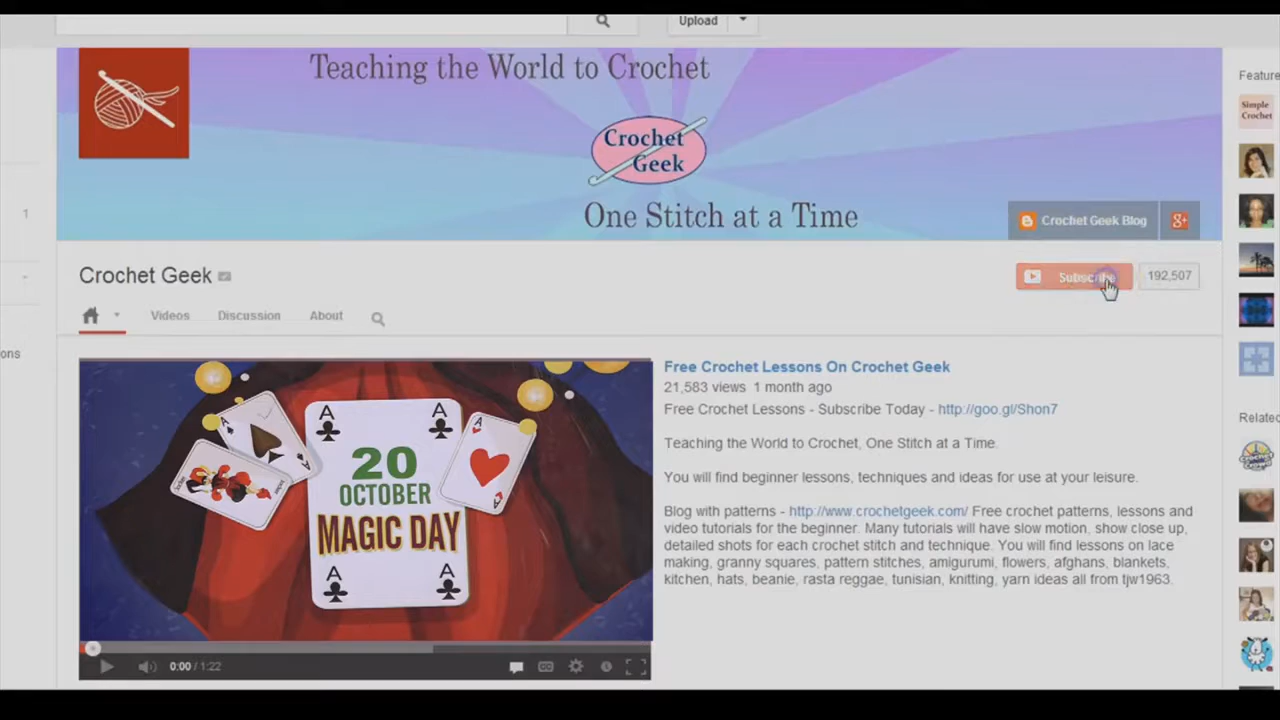 Upload
Teaching the World to Crochet
Crochet
Geek
One Stitch at a Time
Crochet Geek Blog
g+
Feature
Simple
Crochet
Crochet Geek
Subscribe
192,507
1
Videos
Discussion
About
ons
A
A
A
A
A
A
20
OCTOBER
MAGIC DAY
A
A
0:00 / 1:22
CC
Free Crochet Lessons On Crochet Geek
21,583 views 1 month ago
Free Crochet Lessons - Subscribe Today - http://goo.gl/Shon7
Teaching the World to Crochet, One Stitch at a Time.
You will find beginner lessons, techniques and ideas for use at your leisure.
Blog with patterns - http://www.crochetgeek.com/ Free crochet patterns, lessons and
video tutorials for the beginner. Many tutorials will have slow motion, show close up,
detailed shots for each crochet stitch and technique. You will find lessons on lace
making, granny squares, pattern stitches, amigurumi, flowers, afghans, blankets,
kitchen, hats, beanie, rasta reggae, tunisian, knitting, yarn ideas all from tjw1963.
Related